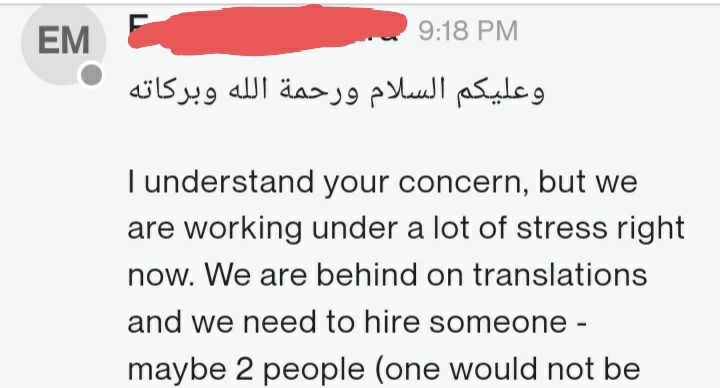 EM 9:18 PM
وعليكم السلام ورحمة الله وبركاته
I understand your concern, but we
are working under a lot of stress right
now. We are behind on translations
and we need to hire someone -
maybe 2 people (one would not be